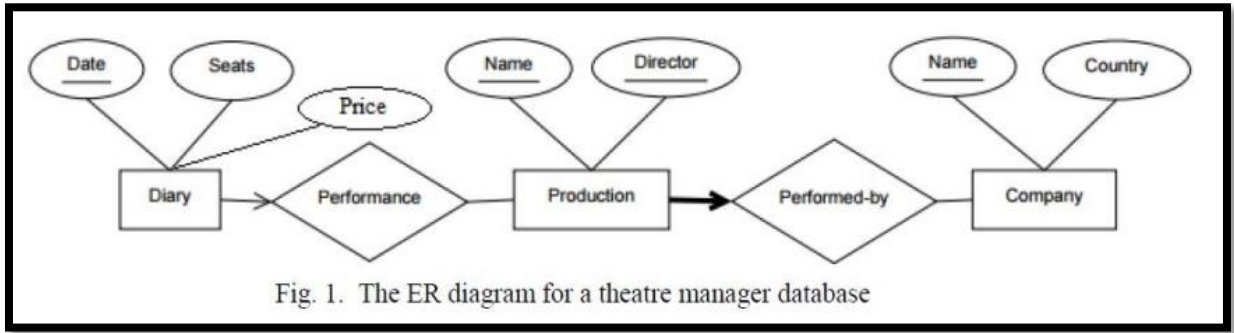 Date Seats Name Director Name Country
Price
Diary Performance Production Performed-by Company
Fig. 1. The ER diagram for a theatre manager database